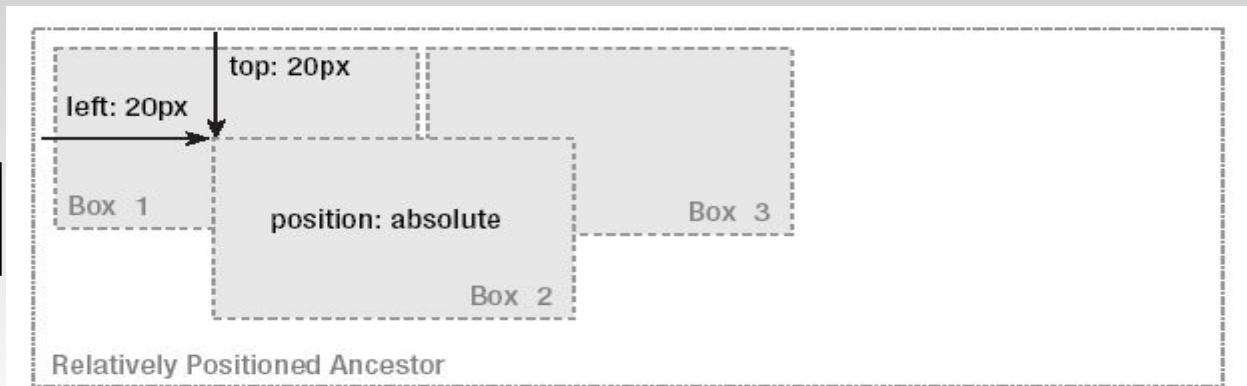 top: 20px
left: 20px
Box 1
position: absolute
Box 3
Box 2
Relatively Positioned Ancestor